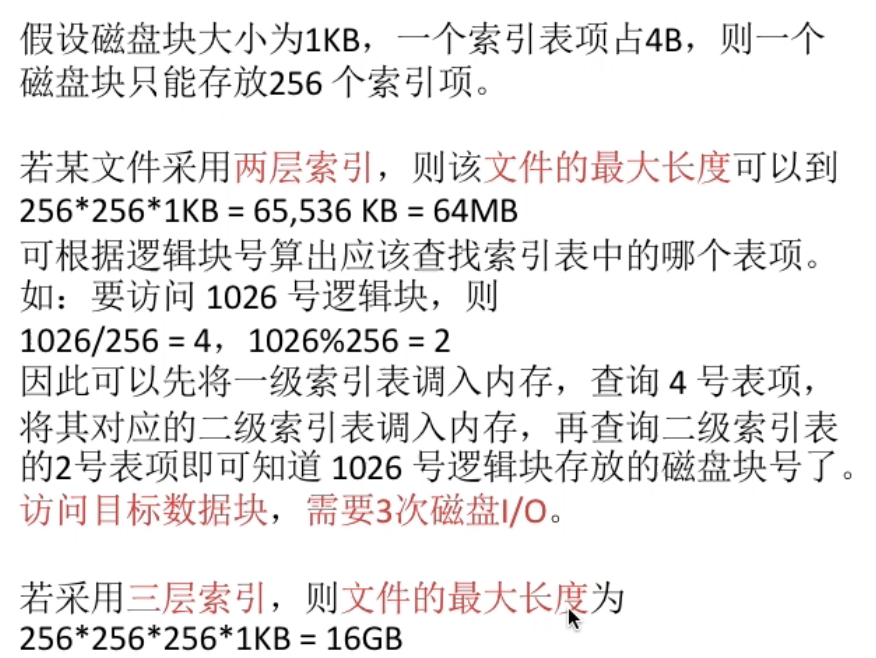 假设磁盘块大小为1KB，一个索引表项占4B，则一个
磁盘块只能存放256 个索引项。
若某文件采用两层索引，则该文件的最大长度可以到
256*256*1KB = 65,536 KB = 64MB
可根据逻辑块号算出应该查找索引表中的哪个表项。
如：要访问 1026 号逻辑块，则
1026/256 = 4，1026%256 = 2
因此可以先将一级索引表调入内存，查询 4 号表项，
将其对应的二级索引表调入内存，再查询二级索引表
的2号表项即可知道 1026 号逻辑块存放的磁盘块号了。
访问目标数据块，需要3次磁盘I/O。
若采用三层索引，则文件的最大长度为
256*256*256*1KB = 16GB